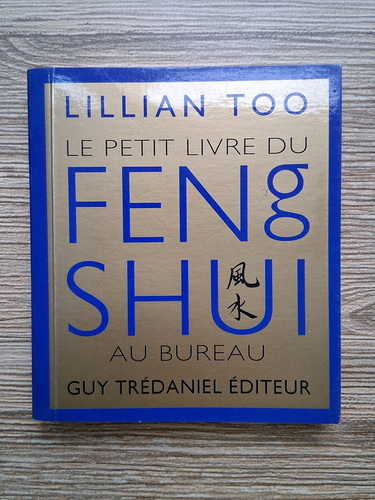 LILLIAN TOO
LE PETIT LIVRE DU
FENg
SHUI
風水
AU BUREAU
GUY TRÉDANIEL ÉDITEUR